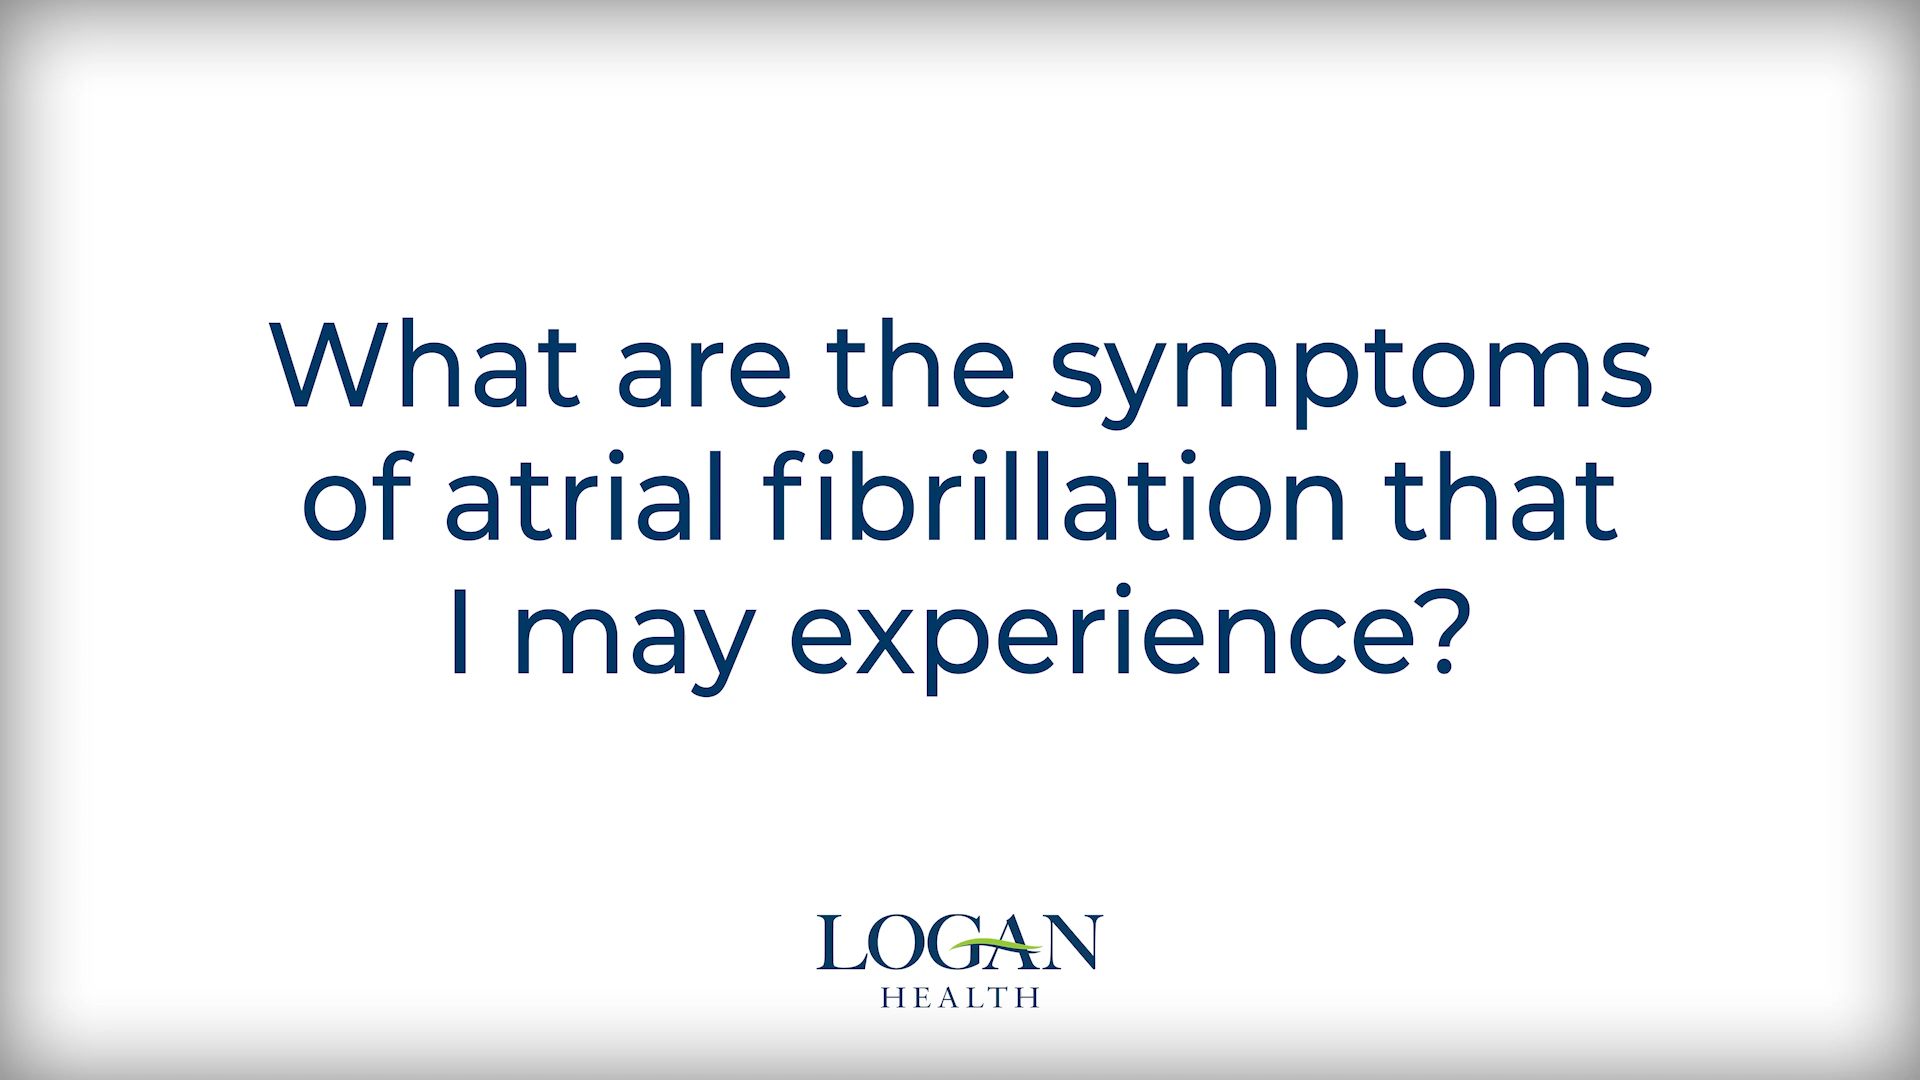 What are the symptoms
of atrial fibrillation that
I may experience?
LOGAN
HEALTH